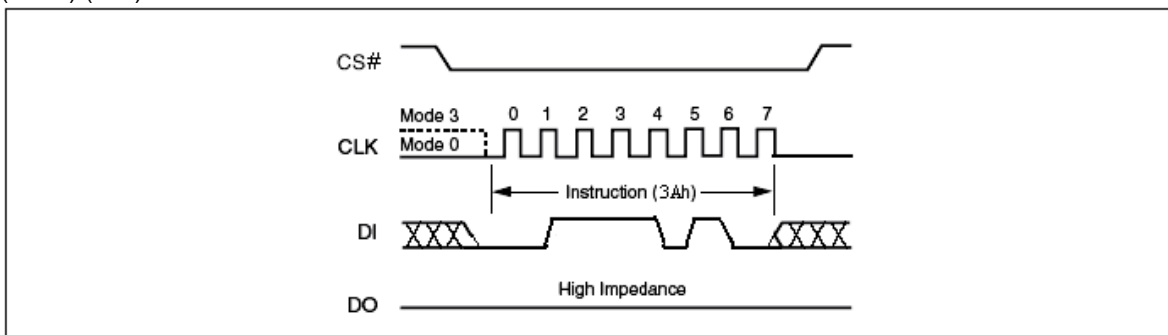 CS#
Mode 3 0 1 2 3 4 5 6 7
CLK Mode 0
Instruction (3Ah)
DI
High Impedance
DO